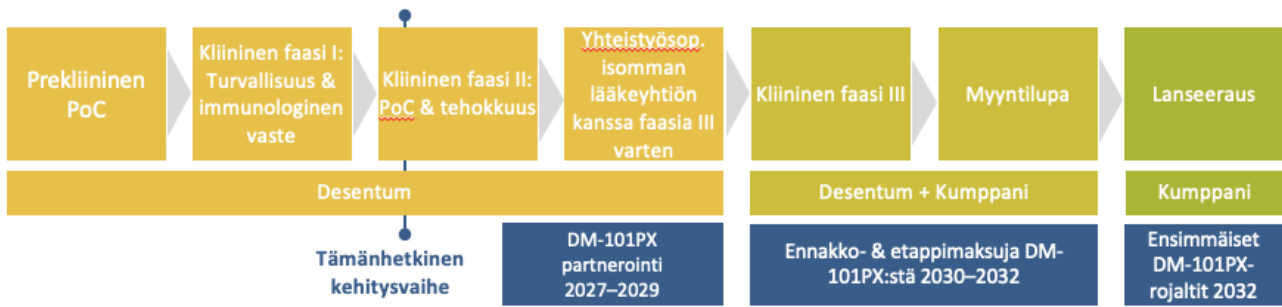 Prekliininen
PoC
Kliininen faasi I:
Turvallisuus &
immunologinen
vaste
Kliininen faasi II:
PoC & tehokkuus
Yhteistyösop.
isomman
lääkeyhtiön
kanssa faasia III
varten
Kliininen faasi III
Myyntilupa
Lanseeraus
Desentum
Desentum + Kumppani
Kumppani
Tämänhetkinen
kehitysvaihe
DM-101PX
partnerointi
2027–2029
Ennakko- & etappimaksuja DM-
101PX:stä 2030–2032
Ensimmäiset
DM-101PX-
rojaltit 2032